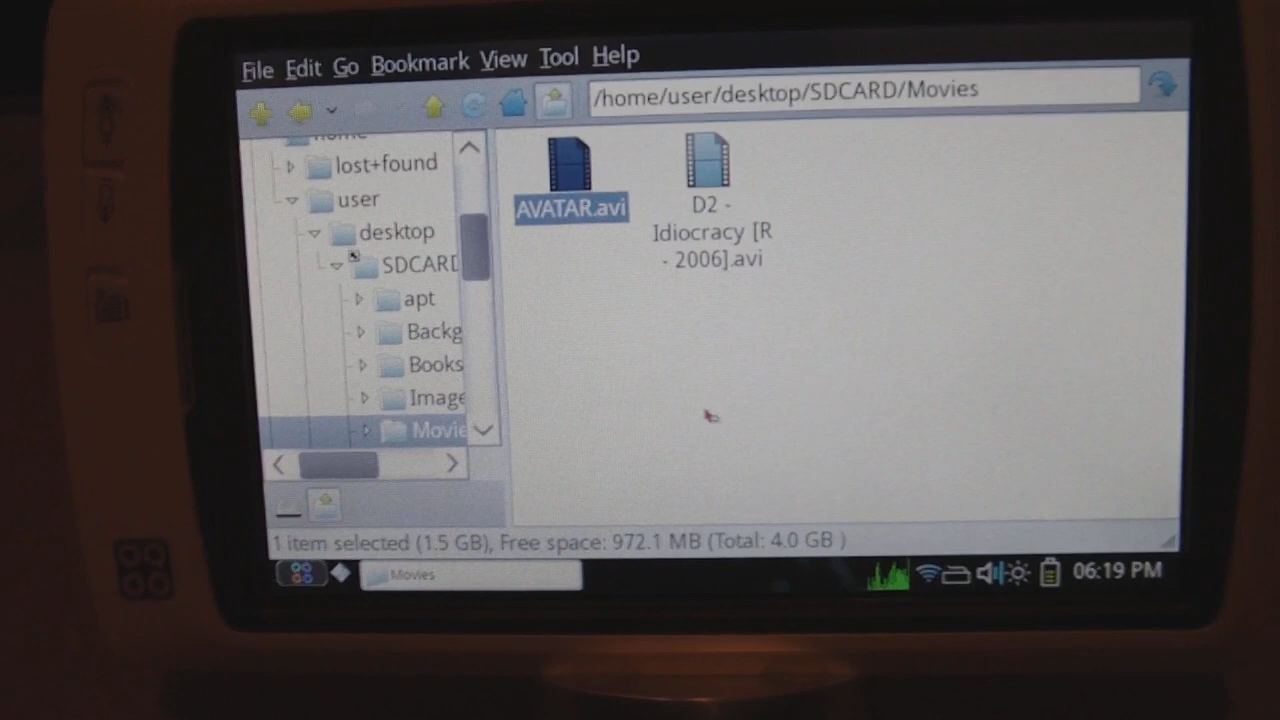 File Edit Go Bookmark View Tool Help
/home/user/desktop/SDCARD/Movies
home
lost+found
user
desktop
SDCARD
apt
Backg
Books
Image
Movie
AVATAR.avi
D2 -
Idiocracy [R
- 2006].avi
1 item selected (1.5 GB), Free space: 972.1 MB (Total: 4.0 GB )
Movies
06:19 PM